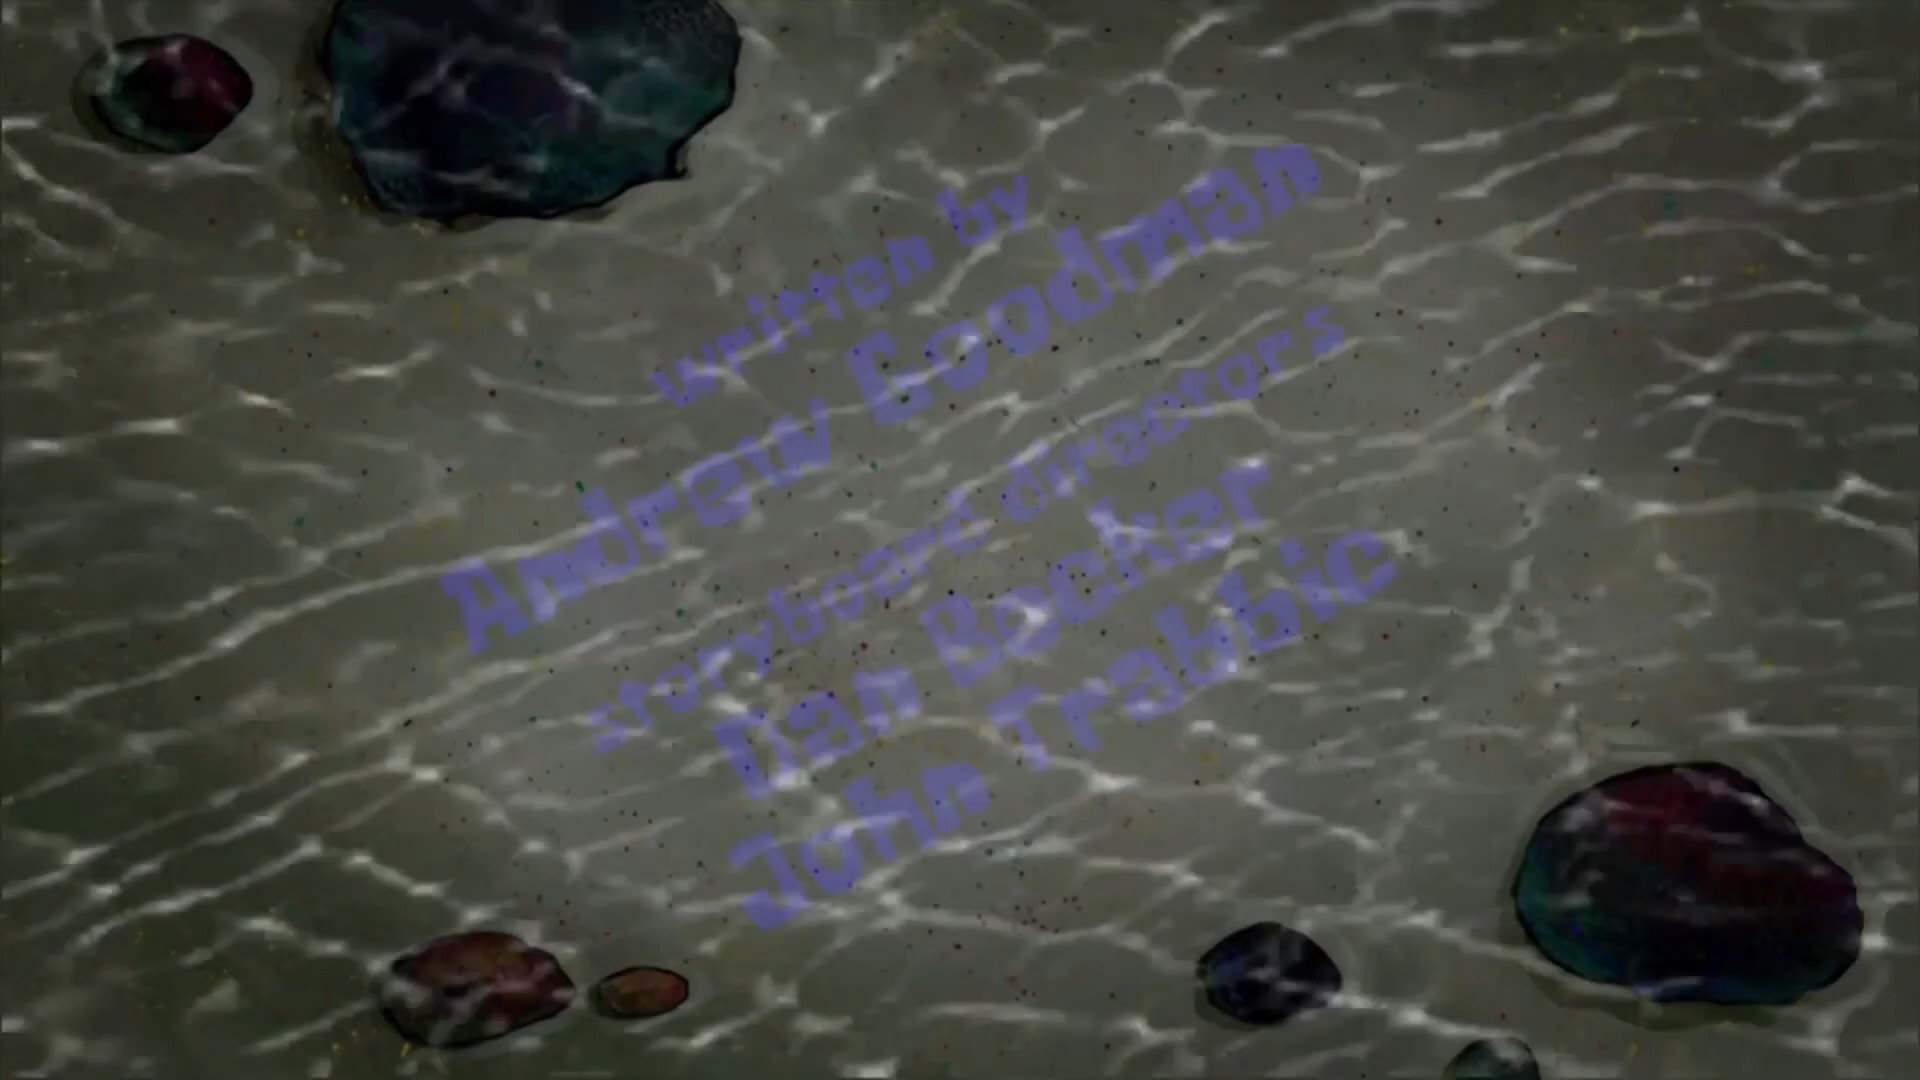 written by
Andrew Goodman
storyboard directors
Dan Becker
John Trabbic